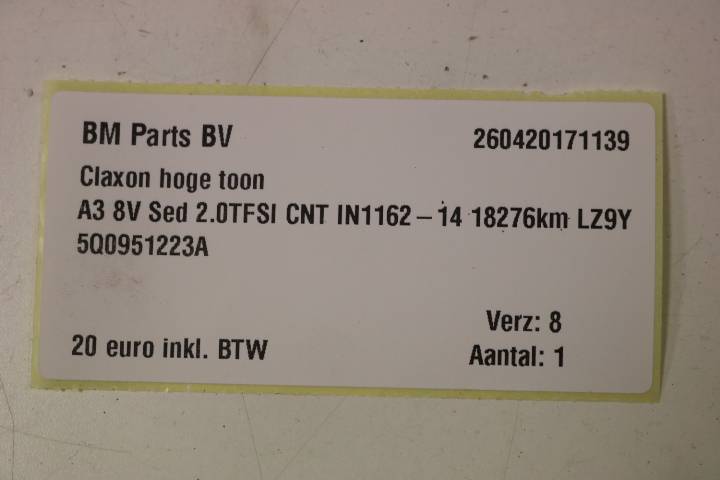 BM Parts BV 260420171139
Claxon hoge toon
A3 8V Sed 2.0TFSI CNT IN1162 – 14 18276km LZ9Y
5Q0951223A
Verz: 8
20 euro inkl. BTW Aantal: 1